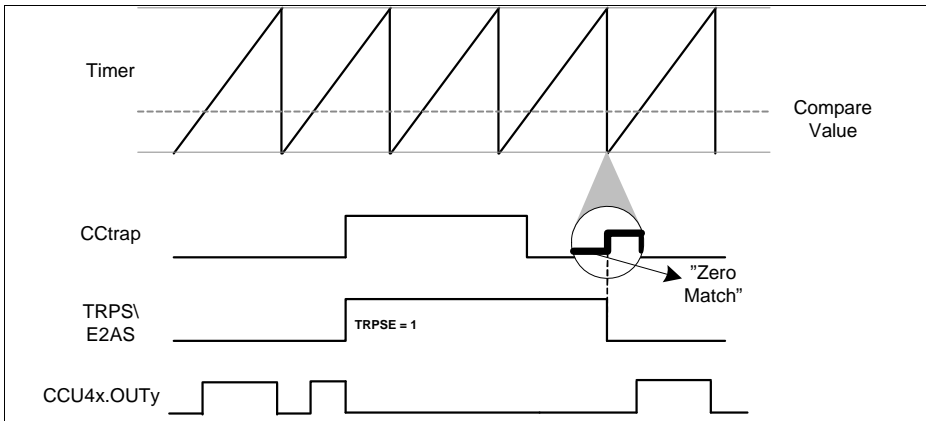 Timer
Compare
Value
CCtrap
”Zero
Match”
TRPS\
E2AS
TRPSE = 1
CCU4x.OUTy